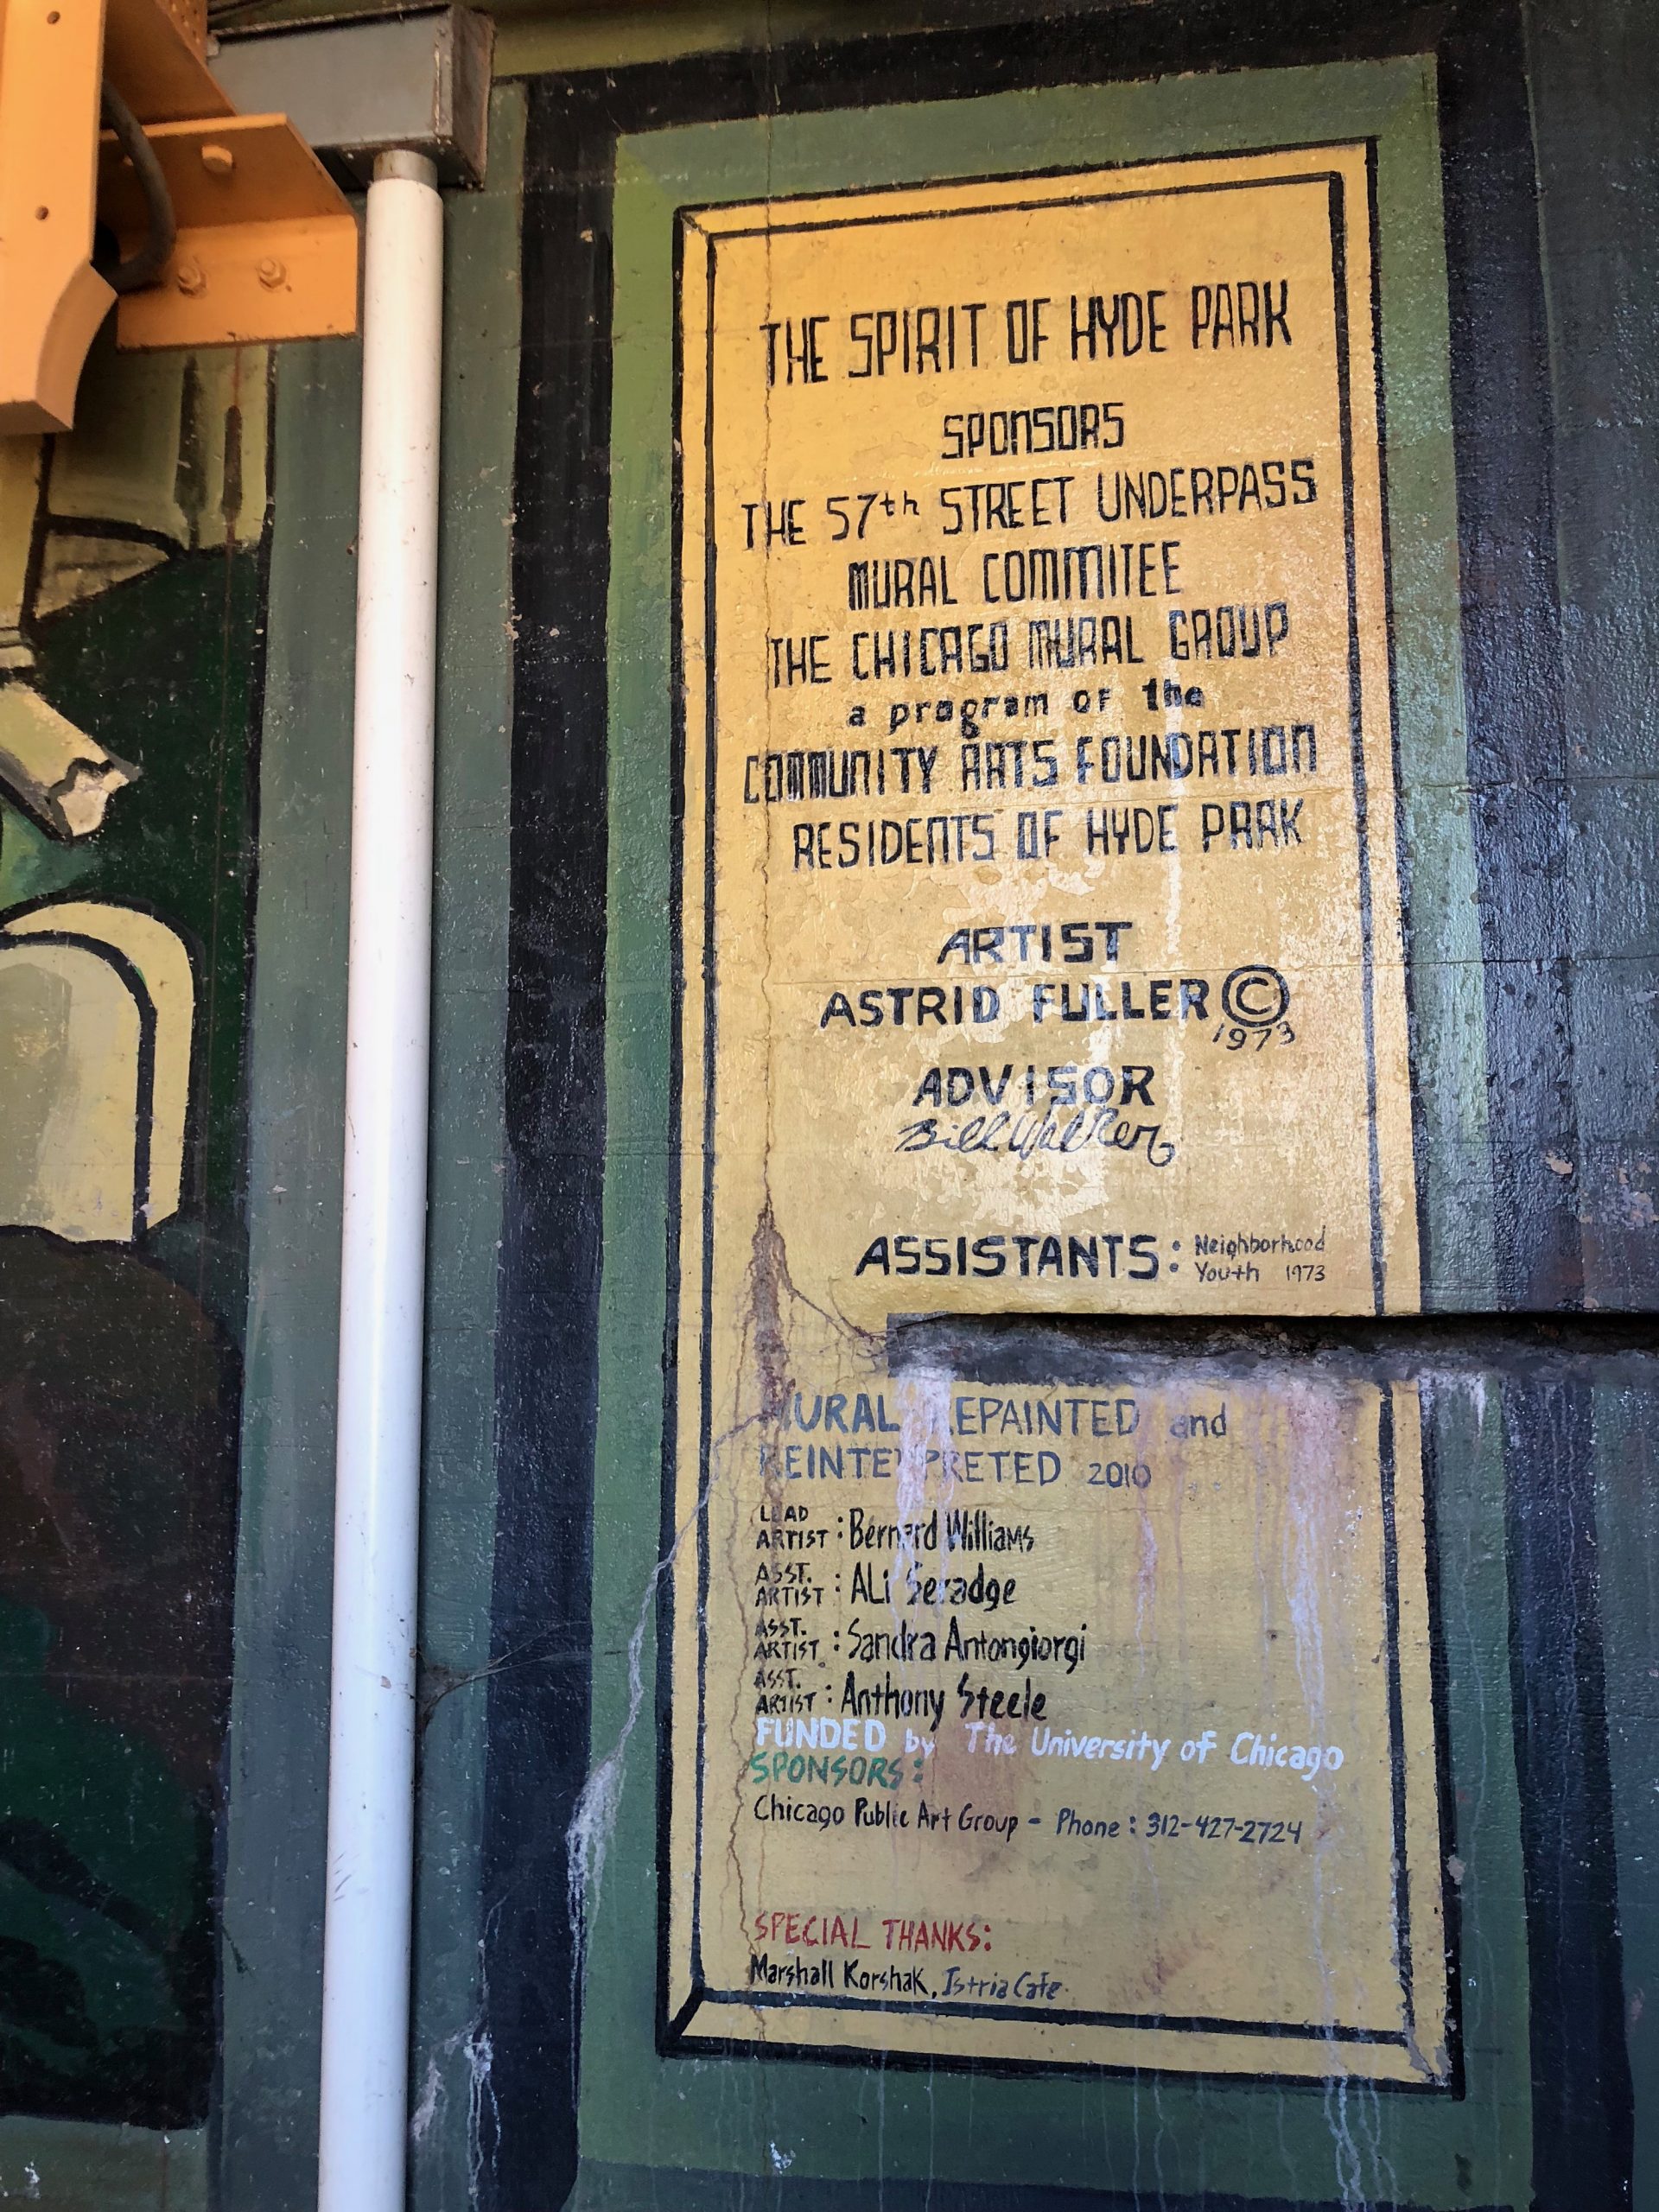 THE SPIRIT OF HYDE PARK
SPONSORS
THE 57th STREET UNDERPASS
MURAL COMMITEE
THE CHICAGO MURAL GROUP
a program of the
COMMUNITY ARTS FOUNDATION
RESIDENTS OF HYDE PARK
ARTIST
ASTRID FULLER ©
1973
ADVISOR
Bill Walker
ASSISTANTS: Neighborhood
Youth 1973
MURAL REPAINTED and
REINTERPRETED 2010
LEAD
ARTIST: Bernard Williams
ASST.
ARTIST: ALi Seradge
ASST.
ARTIST: Sandra Antongiorgi
ASST.
ARTIST: Anthony Steele
FUNDED by The University of Chicago
SPONSORS:
Chicago Public Art Group - Phone: 312-427-2724
SPECIAL THANKS:
Marshall Korshak, Istria Cafe.